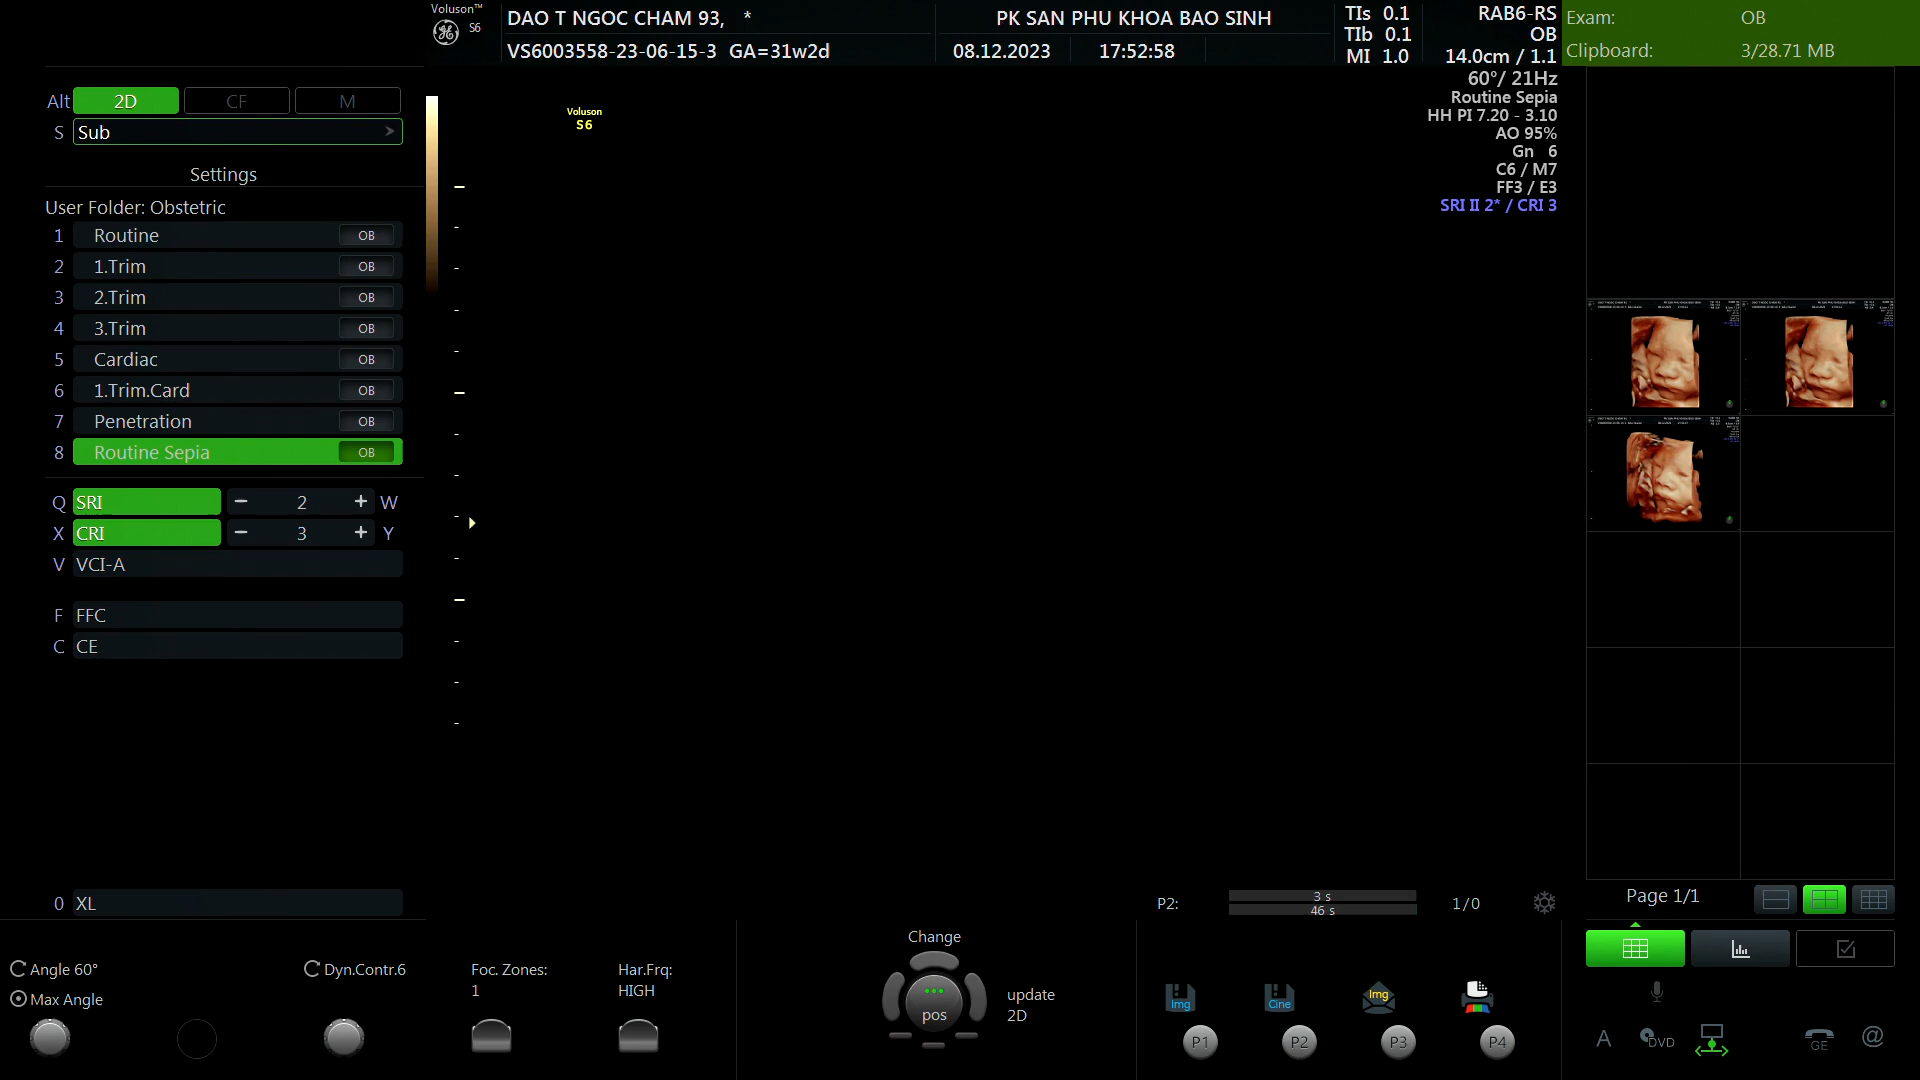 Voluson™
S6
DAO T NGOC CHAM 93, *
PK SAN PHU KHOA BAO SINH
TIs 0.1
RAB6-RS
Exam: OB
TIb 0.1
OB
VS6003558-23-06-15-3 GA=31w2d
08.12.2023
17:52:58
MI 1.0
14.0cm / 1.1
Clipboard: 3/28.71 MB
60°/ 21Hz
Routine Sepia
HH PI 7.20 - 3.10
AO 95%
Gn 6
C6 / M7
FF3 / E3
SRI II 2* / CRI 3
Voluson
S6
Alt 2D CF M
S Sub >
Settings
User Folder: Obstetric
1 Routine OB
2 1.Trim OB
3 2.Trim OB
4 3.Trim OB
5 Cardiac OB
6 1.Trim.Card OB
7 Penetration OB
8 Routine Sepia OB
Q SRI − 2 + W
X CRI − 3 + Y
V VCI-A
F FFC
C CE
0 XL
P2: 3 s 1/0
46 s
Page 1/1
Angle 60°
Max Angle
Dyn.Contr.6
Foc. Zones:
1
Har.Frq:
HIGH
Change
pos
update
2D
Img Cine Img
P1 P2 P3 P4
A DVD GE @